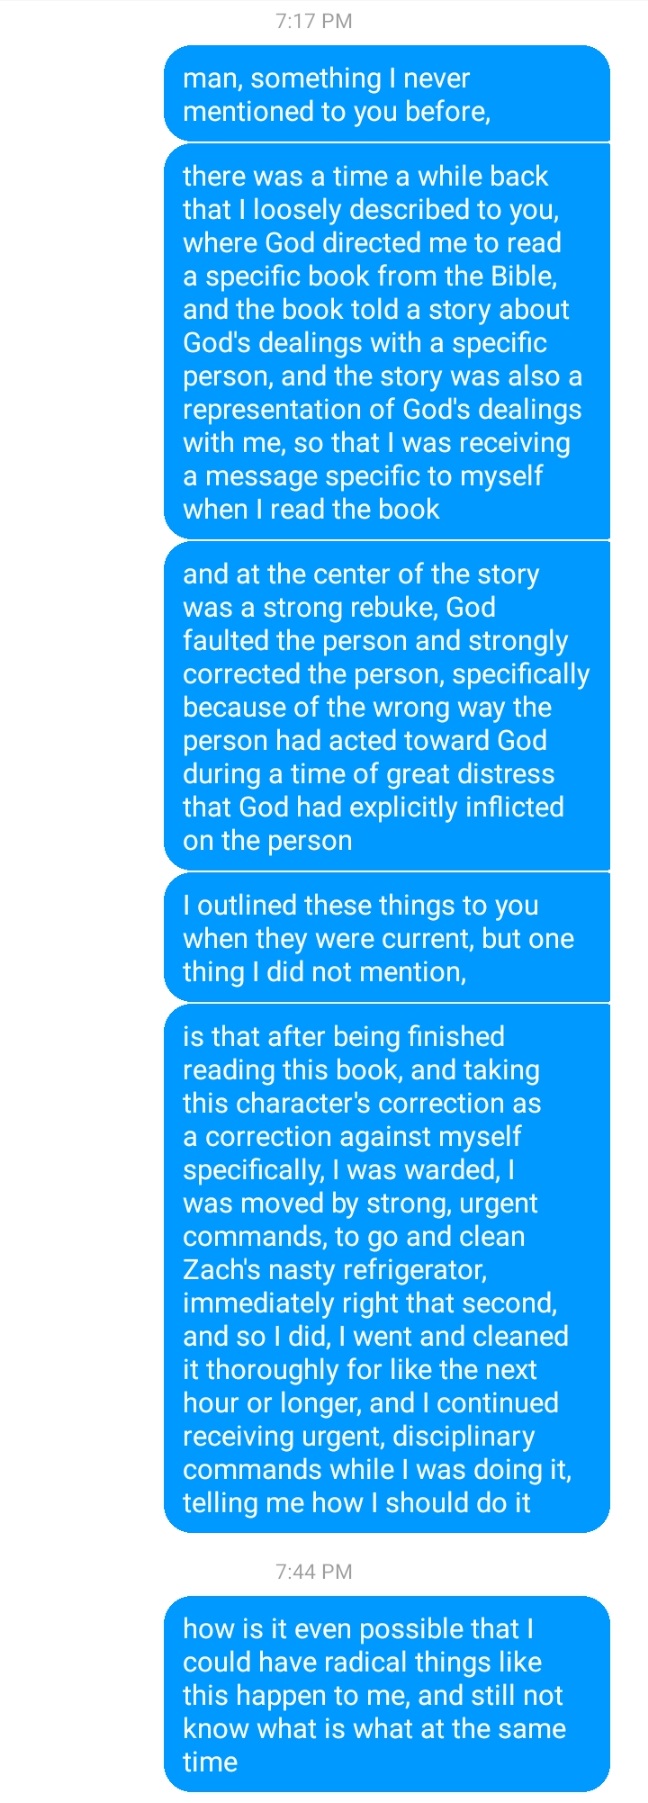 7:17 PM
man, something I never
mentioned to you before,
there was a time a while back
that I loosely described to you,
where God directed me to read
a specific book from the Bible,
and the book told a story about
God's dealings with a specific
person, and the story was also a
representation of God's dealings
with me, so that I was receiving
a message specific to myself
when I read the book
and at the center of the story
was a strong rebuke, God
faulted the person and strongly
corrected the person, specifically
because of the wrong way the
person had acted toward God
during a time of great distress
that God had explicitly inflicted
on the person
I outlined these things to you
when they were current, but one
thing I did not mention,
is that after being finished
reading this book, and taking
this character's correction as
a correction against myself
specifically, I was warded, I
was moved by strong, urgent
commands, to go and clean
Zach's nasty refrigerator,
immediately right that second,
and so I did, I went and cleaned
it thoroughly for like the next
hour or longer, and I continued
receiving urgent, disciplinary
commands while I was doing it,
telling me how I should do it
7:44 PM
how is it even possible that I
could have radical things like
this happen to me, and still not
know what is what at the same
time